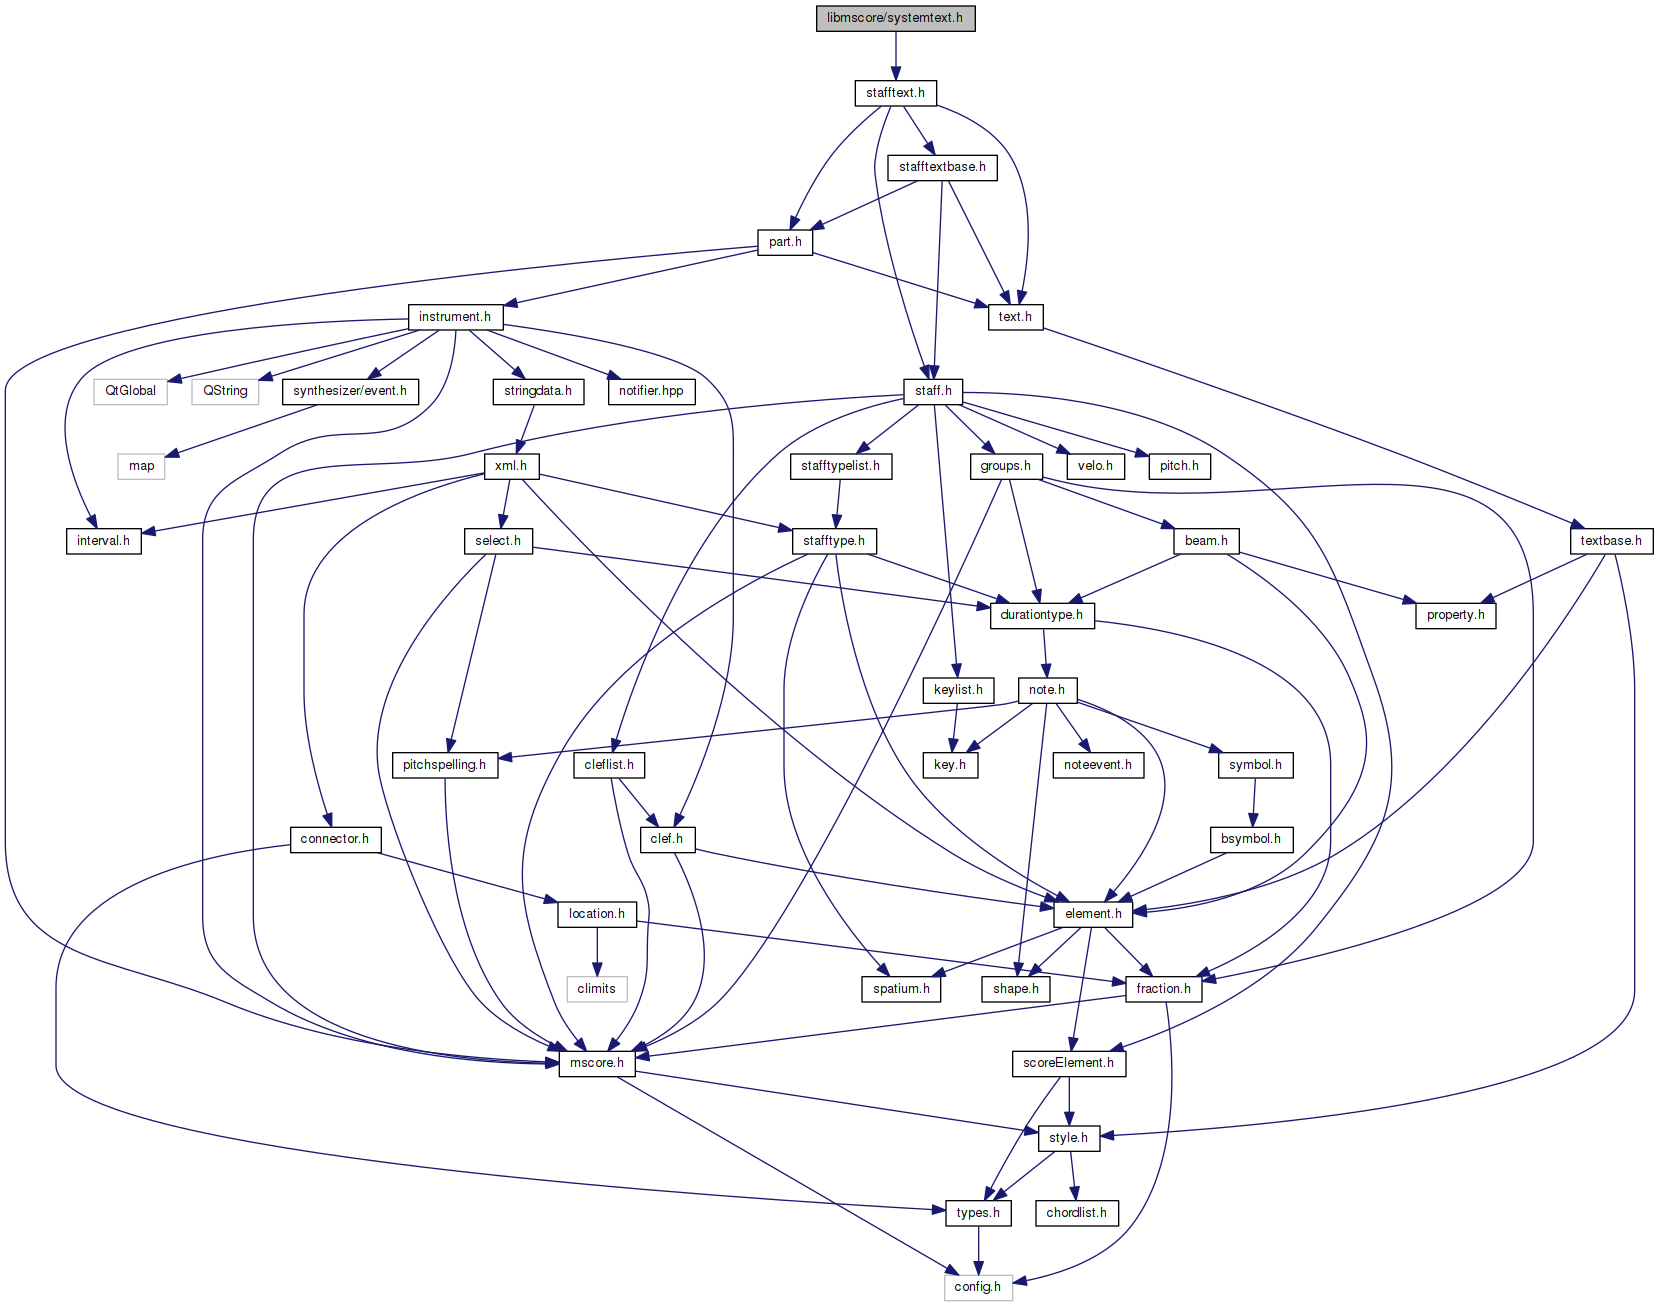 libmscore/systemtext.h
stafftext.h
stafftextbase.h
part.h
instrument.h
text.h
QtGlobal
QString
synthesizer/event.h
stringdata.h
notifier.hpp
staff.h
map
xml.h
stafftypelist.h
groups.h
velo.h
pitch.h
interval.h
select.h
stafftype.h
beam.h
textbase.h
durationtype.h
property.h
keylist.h
note.h
pitchspelling.h
cleflist.h
key.h
noteevent.h
symbol.h
connector.h
clef.h
bsymbol.h
location.h
element.h
climits
spatium.h
shape.h
fraction.h
mscore.h
scoreElement.h
style.h
types.h
chordlist.h
config.h